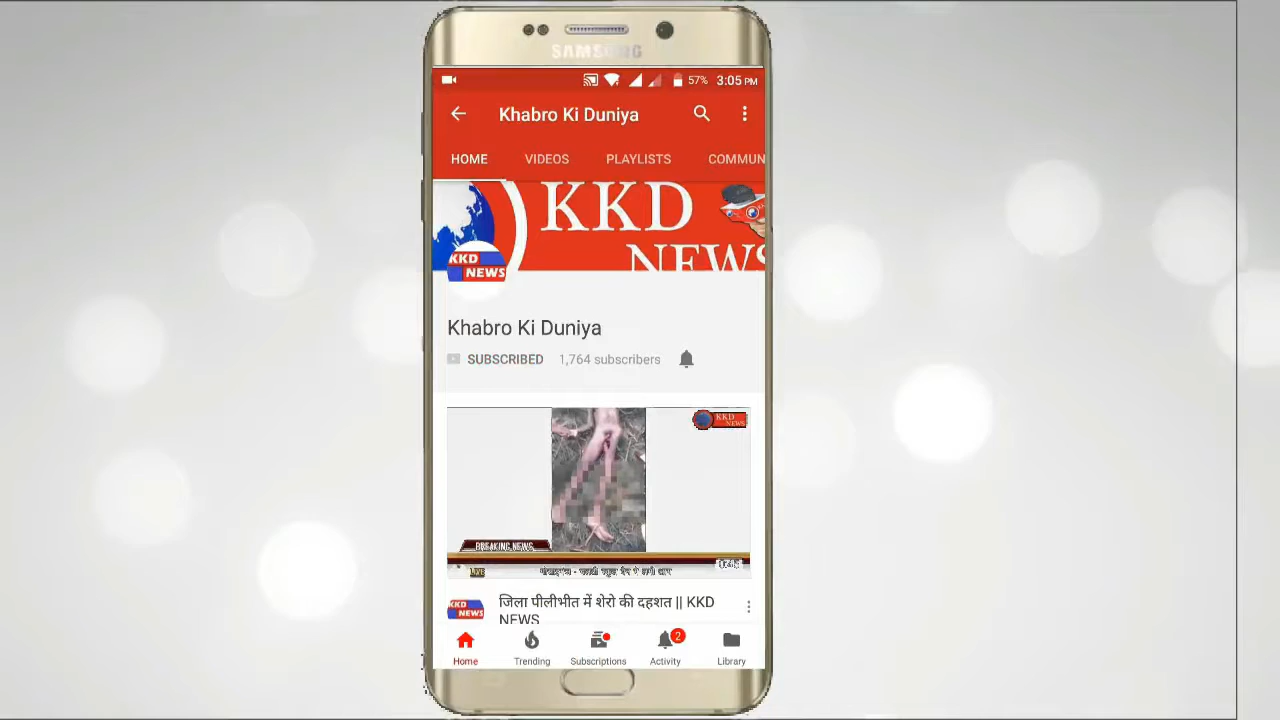 SAMSUNG
57% 3:05 PM
Khabro Ki Duniya
HOME VIDEOS PLAYLISTS COMMUN
KKD
NEWS
KKD
NEWS
Khabro Ki Duniya
SUBSCRIBED 1,764 subscribers
KKD
NEWS
BREAKING NEWS
LIVE
जिला पीलीभीत में शेरो की दहशत || KKD
NEWS
KKD
NEWS
2
Home Trending Subscriptions Activity Library